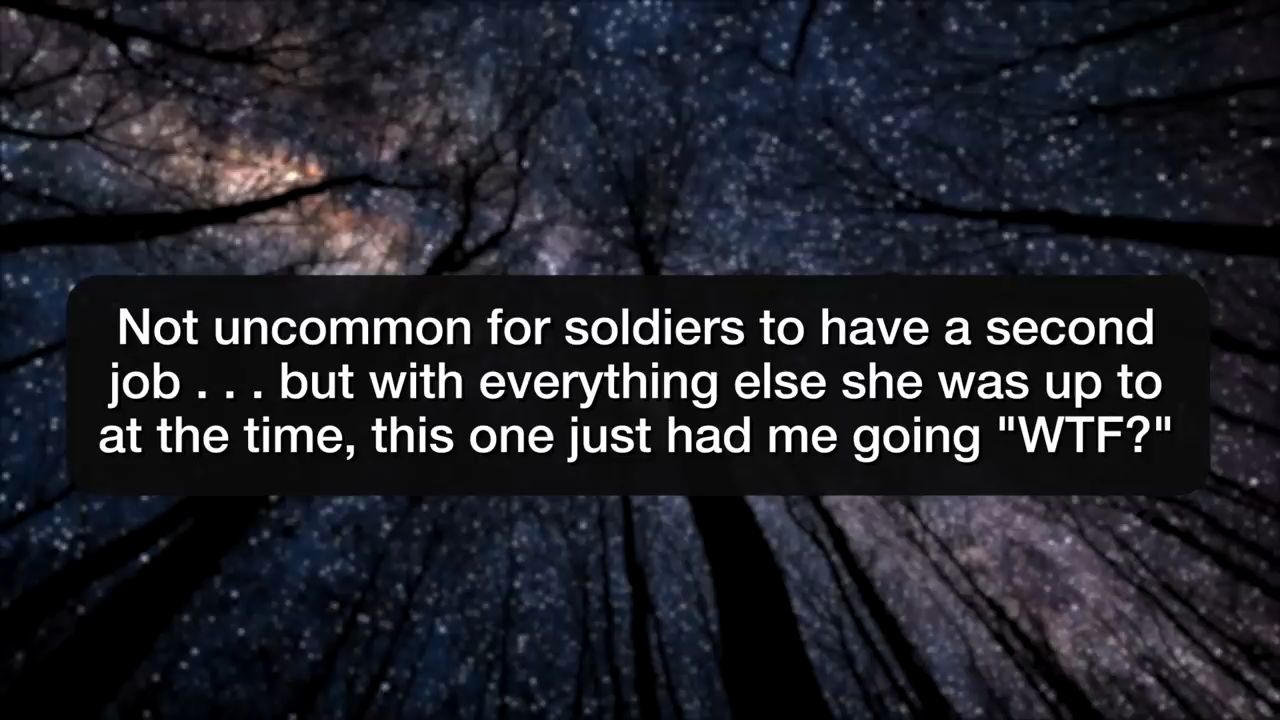 Not uncommon for soldiers to have a second
job . . . but with everything else she was up to
at the time, this one just had me going "WTF?"